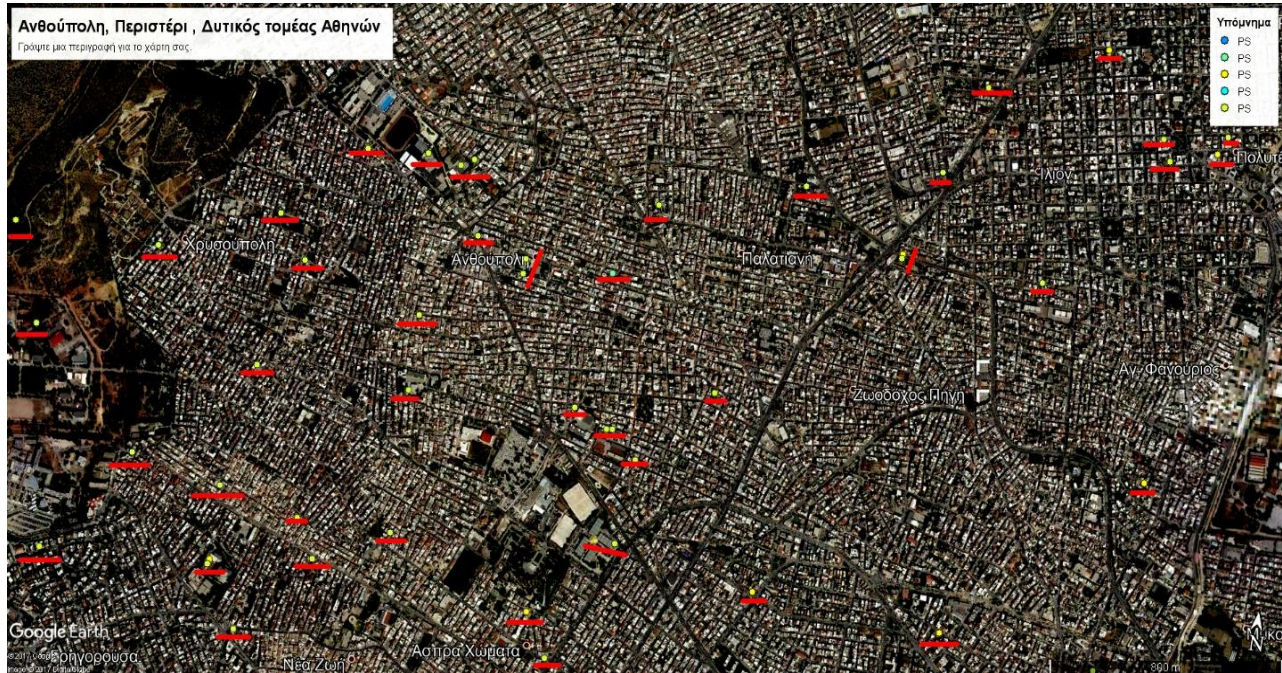 Ανθούπολη, Περιστέρι , Δυτικός τομέας Αθηνών
Γράψτε μια περιγραφή για το χάρτη σας.
Υπόμνημα
PS
PS
PS
PS
PS
Πολυτε
Ίλιον
Χρυσούπολη
Ανθούπολη
Παλατιανή
Αγ. Φανούριος
Ζωοδόχος Πηγή
Google Earth
N
Άσπρα Χώματα
Νέα Ζωή
800 m